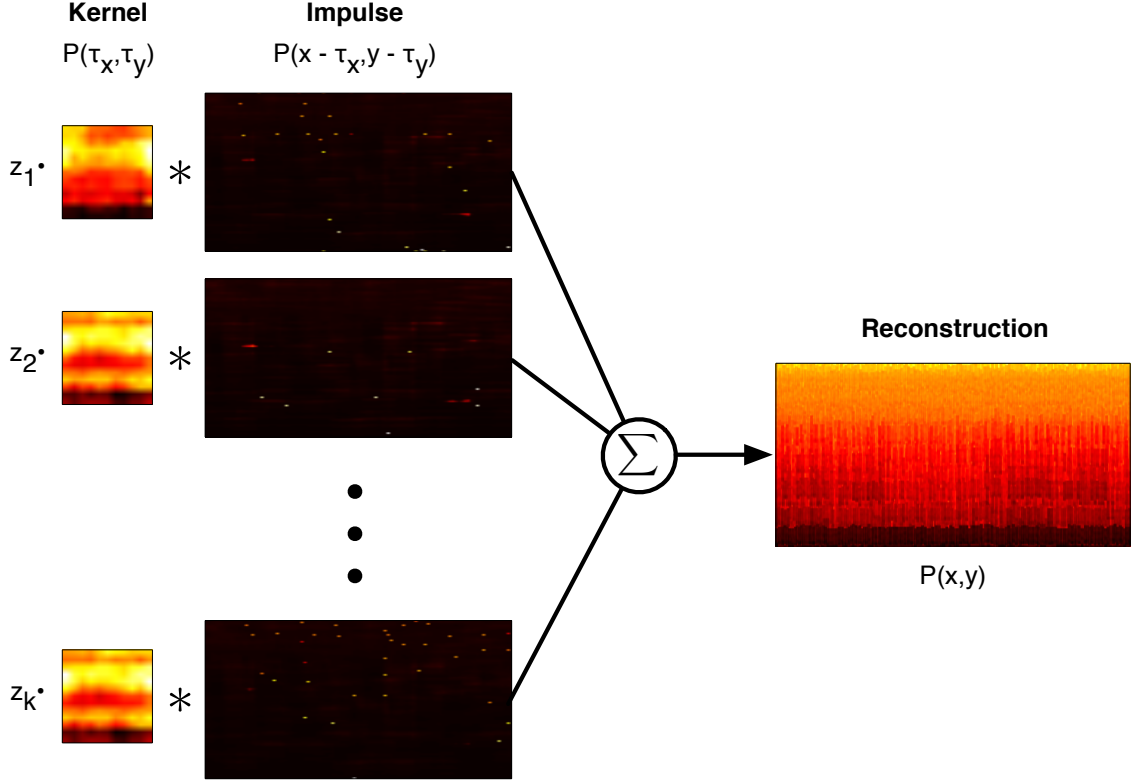 Kernel Impulse
P(τx,τy) P(x - τx,y - τy)
z1• *
z2• *
Reconstruction
Σ
P(x,y)
zk• *